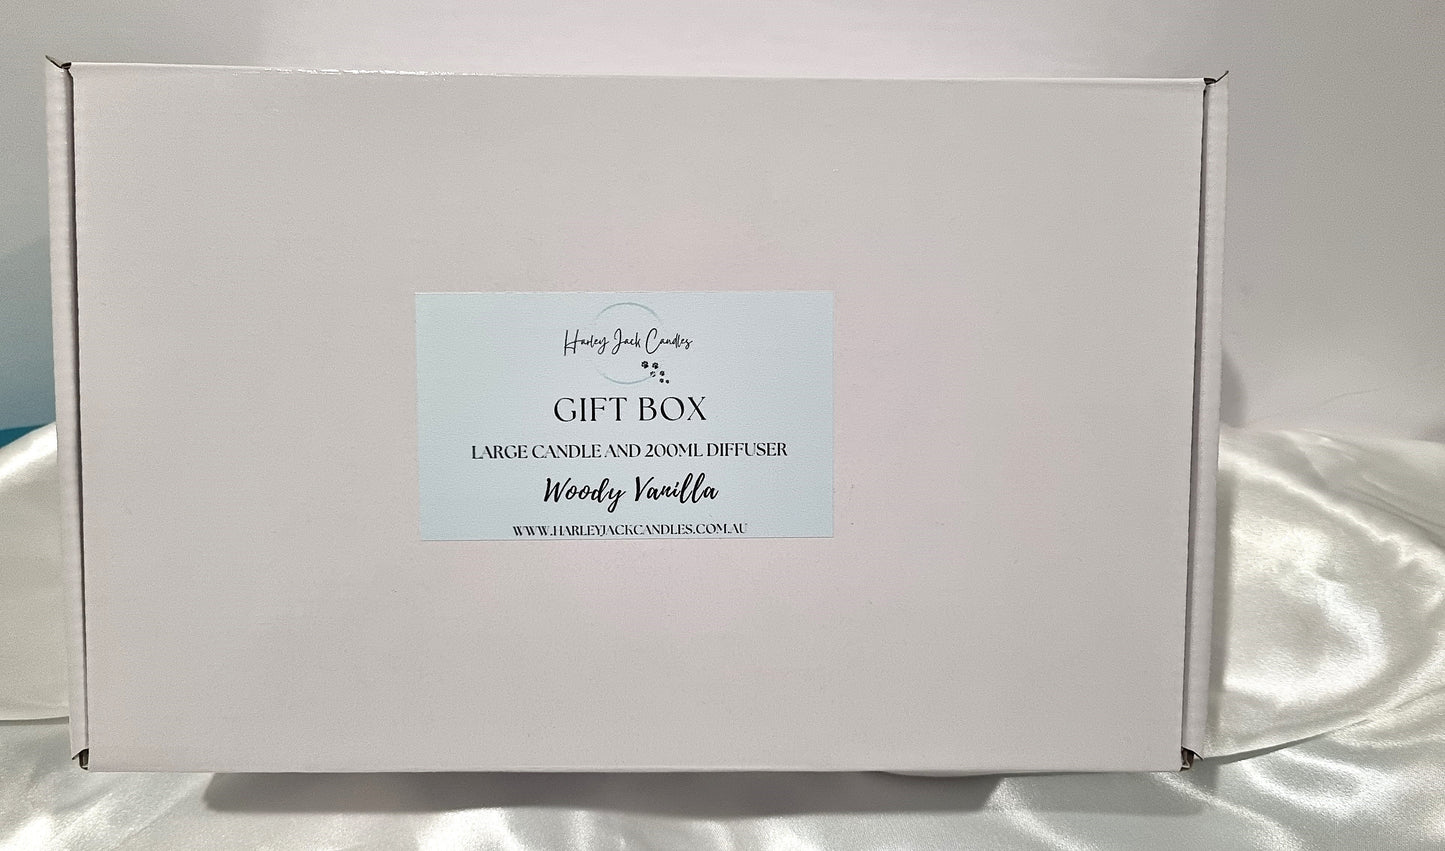 Harley Jack Candles
GIFT BOX
LARGE CANDLE AND 200ML DIFFUSER
Woody Vanilla
WWW.HARLEYJACKCANDLES.COM.AU